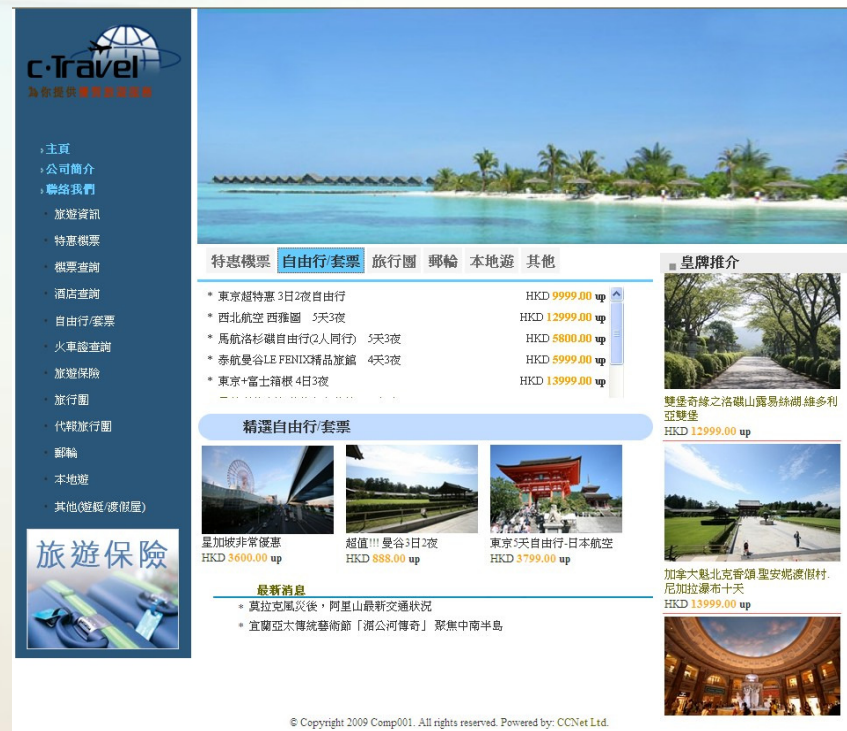 c·Travel
為你提供
›主頁
›公司簡介
›聯絡我們
旅遊資訊
特惠機票
機票查詢
酒店查詢
自由行/套票
火車證查詢
旅遊保險
旅行團
代報旅行團
郵輪
本地遊
其他(遊艇/渡假屋)
旅遊保險
特惠機票 自由行/套票 旅行團 郵輪 本地遊 其他
* 東京超特惠 3日2夜自由行 HKD 9999.00 up
* 西北航空 西雅圖 5天3夜 HKD 12999.00 up
* 馬航洛杉磯自由行(2人同行) 5天3夜 HKD 5800.00 up
* 泰航曼谷LE FENIX精品旅館 4天3夜 HKD 5999.00 up
* 東京+富士箱根 4日3夜 HKD 13999.00 up
精選自由行/套票
星加坡非常優惠
HKD 3600.00 up
超值!!! 曼谷3日2夜
HKD 888.00 up
東京5天自由行-日本航空
HKD 3799.00 up
最新消息
* 莫拉克風災後，阿里山最新交通狀況
* 宜蘭亞太傳統藝術節「湄公河傳奇」 聚焦中南半島
皇牌推介
雙堡奇緣之洛磯山露易絲湖.維多利
亞雙堡
HKD 12999.00 up
加拿大魁北克香頌.聖安妮渡假村.
尼加拉瀑布十天
HKD 13999.00 up
© Copyright 2009 Comp001. All rights reserved. Powered by: CCNet Ltd.